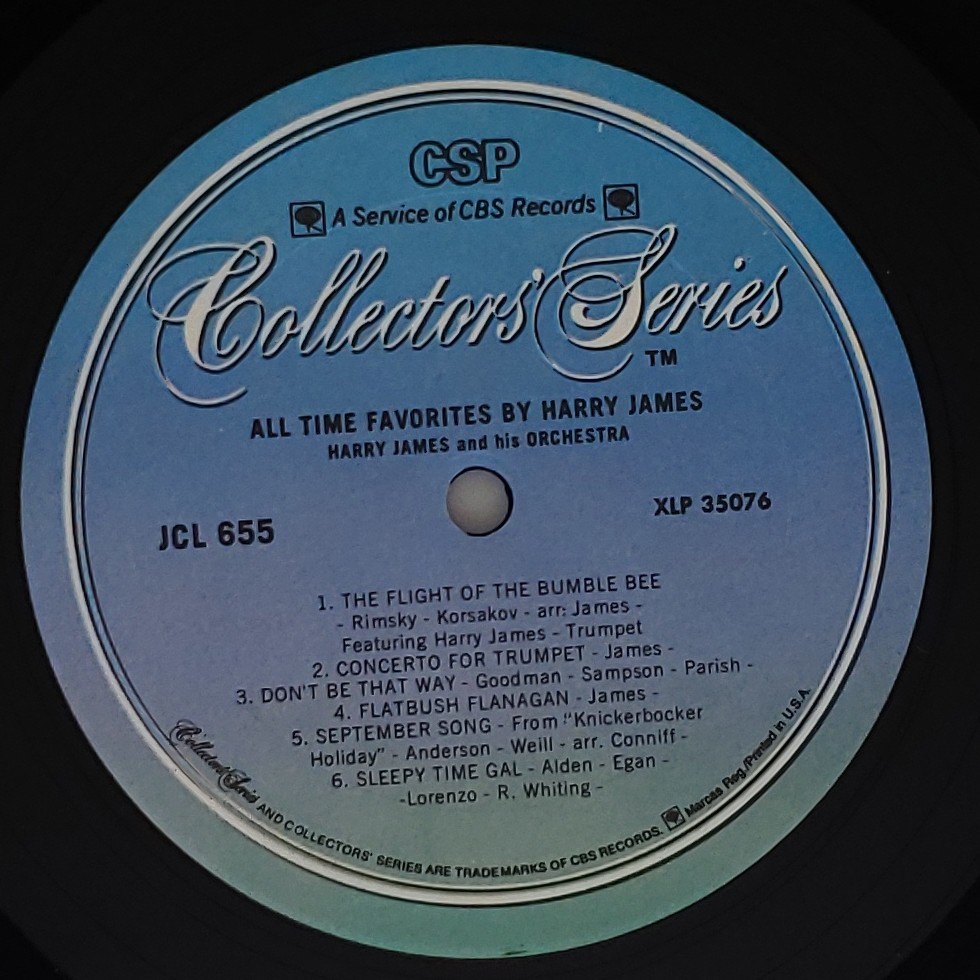 CSP
A Service of CBS Records
Collectors' Series
TM
ALL TIME FAVORITES BY HARRY JAMES
HARRY JAMES and his ORCHESTRA
JCL 655
XLP 35076
1. THE FLIGHT OF THE BUMBLE BEE
- Rimsky - Korsakov - arr: James -
Featuring Harry James - Trumpet
2. CONCERTO FOR TRUMPET - James -
3. DON'T BE THAT WAY - Goodman - Sampson - Parish -
4. FLATBUSH FLANAGAN - James -
5. SEPTEMBER SONG - From "Knickerbocker
Holiday" - Anderson - Weill - arr. Conniff -
6. SLEEPY TIME GAL - Alden - Egan -
-Lorenzo - R. Whiting -
Collectors' Series AND COLLECTORS' SERIES ARE TRADEMARKS OF CBS RECORDS. Marcas Reg./Printed in U.S.A.